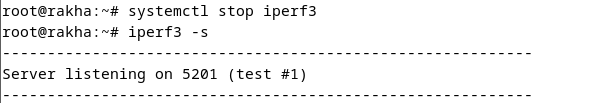 root@rakha:~# systemctl stop iperf3
root@rakha:~# iperf3 -s
-----------------------------------------------------------
Server listening on 5201 (test #1)
-----------------------------------------------------------